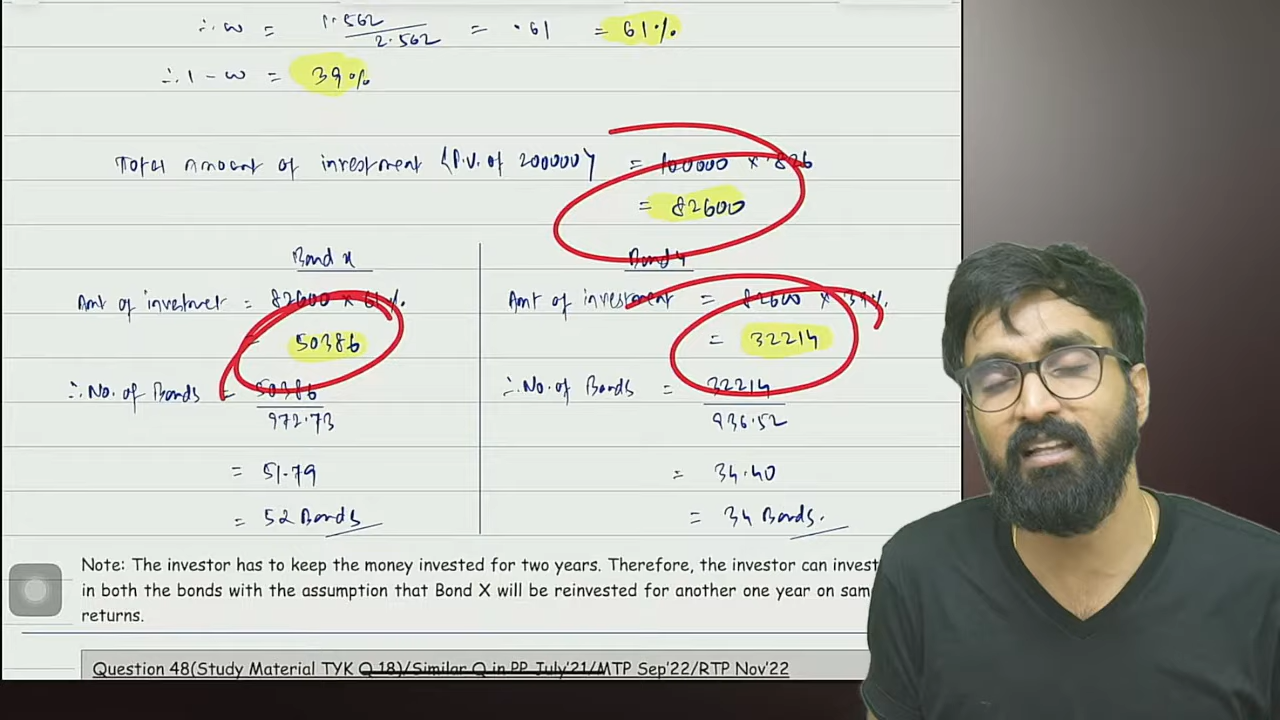 ∴ w = 1.562 / 2.562 = .61 = 61%
∴ 1 - w = 39%
Total Amount of investment (P.V. of 200000) = 100000 × .826
= 82600
Bond X
Amt of investmet = 82600 × 61%
= 50386
∴ No. of Bonds = 50386 / 972.73
= 51.79
= 52 Bonds
Bond Y
Amt of investment = 82600 × 39%
= 32214
∴ No. of Bonds = 32214 / 936.52
= 34.40
= 34 Bonds.
Note: The investor has to keep the money invested for two years. Therefore, the investor can invest
in both the bonds with the assumption that Bond X will be reinvested for another one year on same
returns.
Question 48(Study Material TYK Q 18)/Similar Q in PP July'21/MTP Sep'22/RTP Nov'22